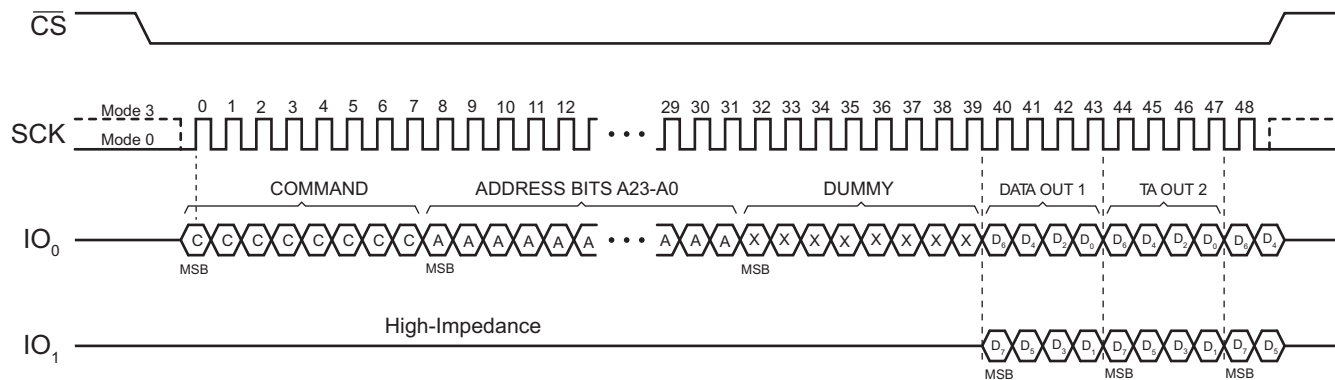 CS
Mode 3
Mode 0
SCK
0 1 2 3 4 5 6 7 8 9 10 11 12 29 30 31 32 33 34 35 36 37 38 39 40 41 42 43 44 45 46 47 48
COMMAND ADDRESS BITS A23-A0 DUMMY DATA OUT 1 TA OUT 2
IO0 C C C C C C C C A A A A A A A A A X X X X X X X X D6 D4 D2 D0 D6 D4 D2 D0 D6 D4
MSB MSB MSB
High-Impedance
IO1 D7 D5 D3 D1 D7 D5 D3 D1 D7 D5
MSB MSB MSB